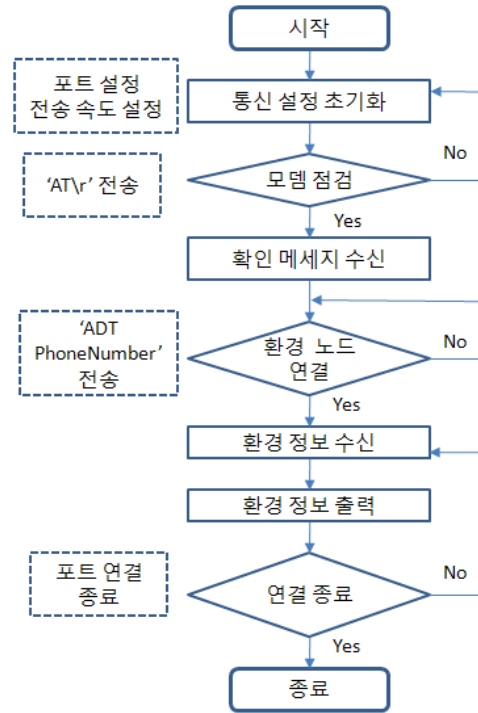 시작
포트 설정
전송 속도 설정
통신 설정 초기화
‘AT\r’ 전송
모뎀 점검
No
Yes
확인 메세지 수신
‘ADT
PhoneNumber’
전송
환경 노드
연결
No
Yes
환경 정보 수신
환경 정보 출력
포트 연결
종료
연결 종료
No
Yes
종료